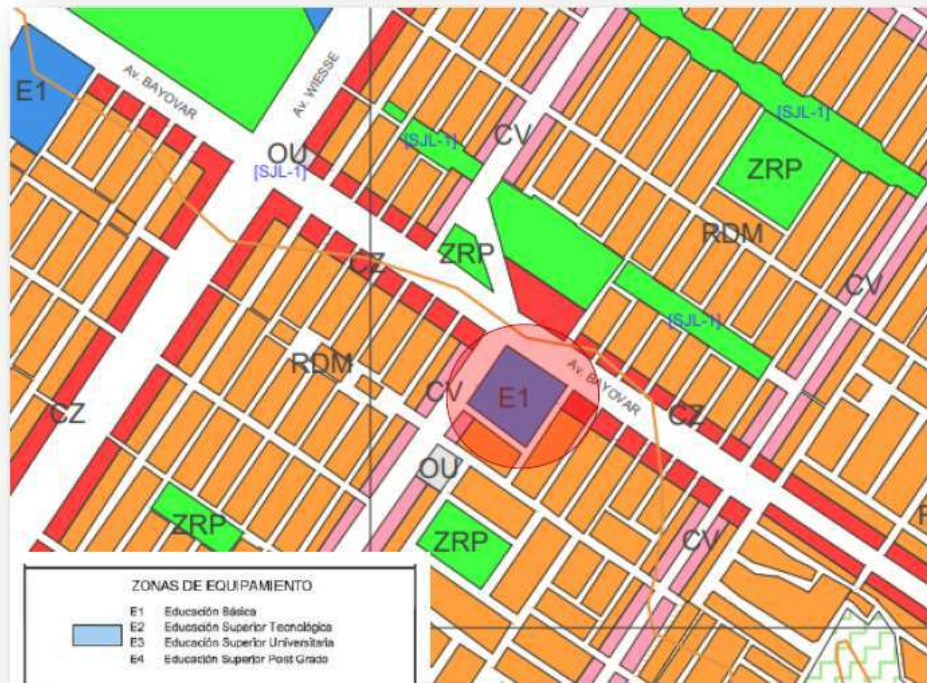 E1
Av. BAYOVAR
Av. WIESSE
OU
[SJL-1]
[SJL-1]
CV
[SJL-1]
ZRP
RDM
ZRP
CZ
CV
[SJL-1]
RDM
CV
E1
Av. BAYOVAR
CZ
CZ
OU
ZRP
ZRP
CV
ZONAS DE EQUIPAMIENTO
E1 Educación Básica
E2 Educación Superior Tecnológica
E3 Educación Superior Universitaria
E4 Educación Superior Post Grado